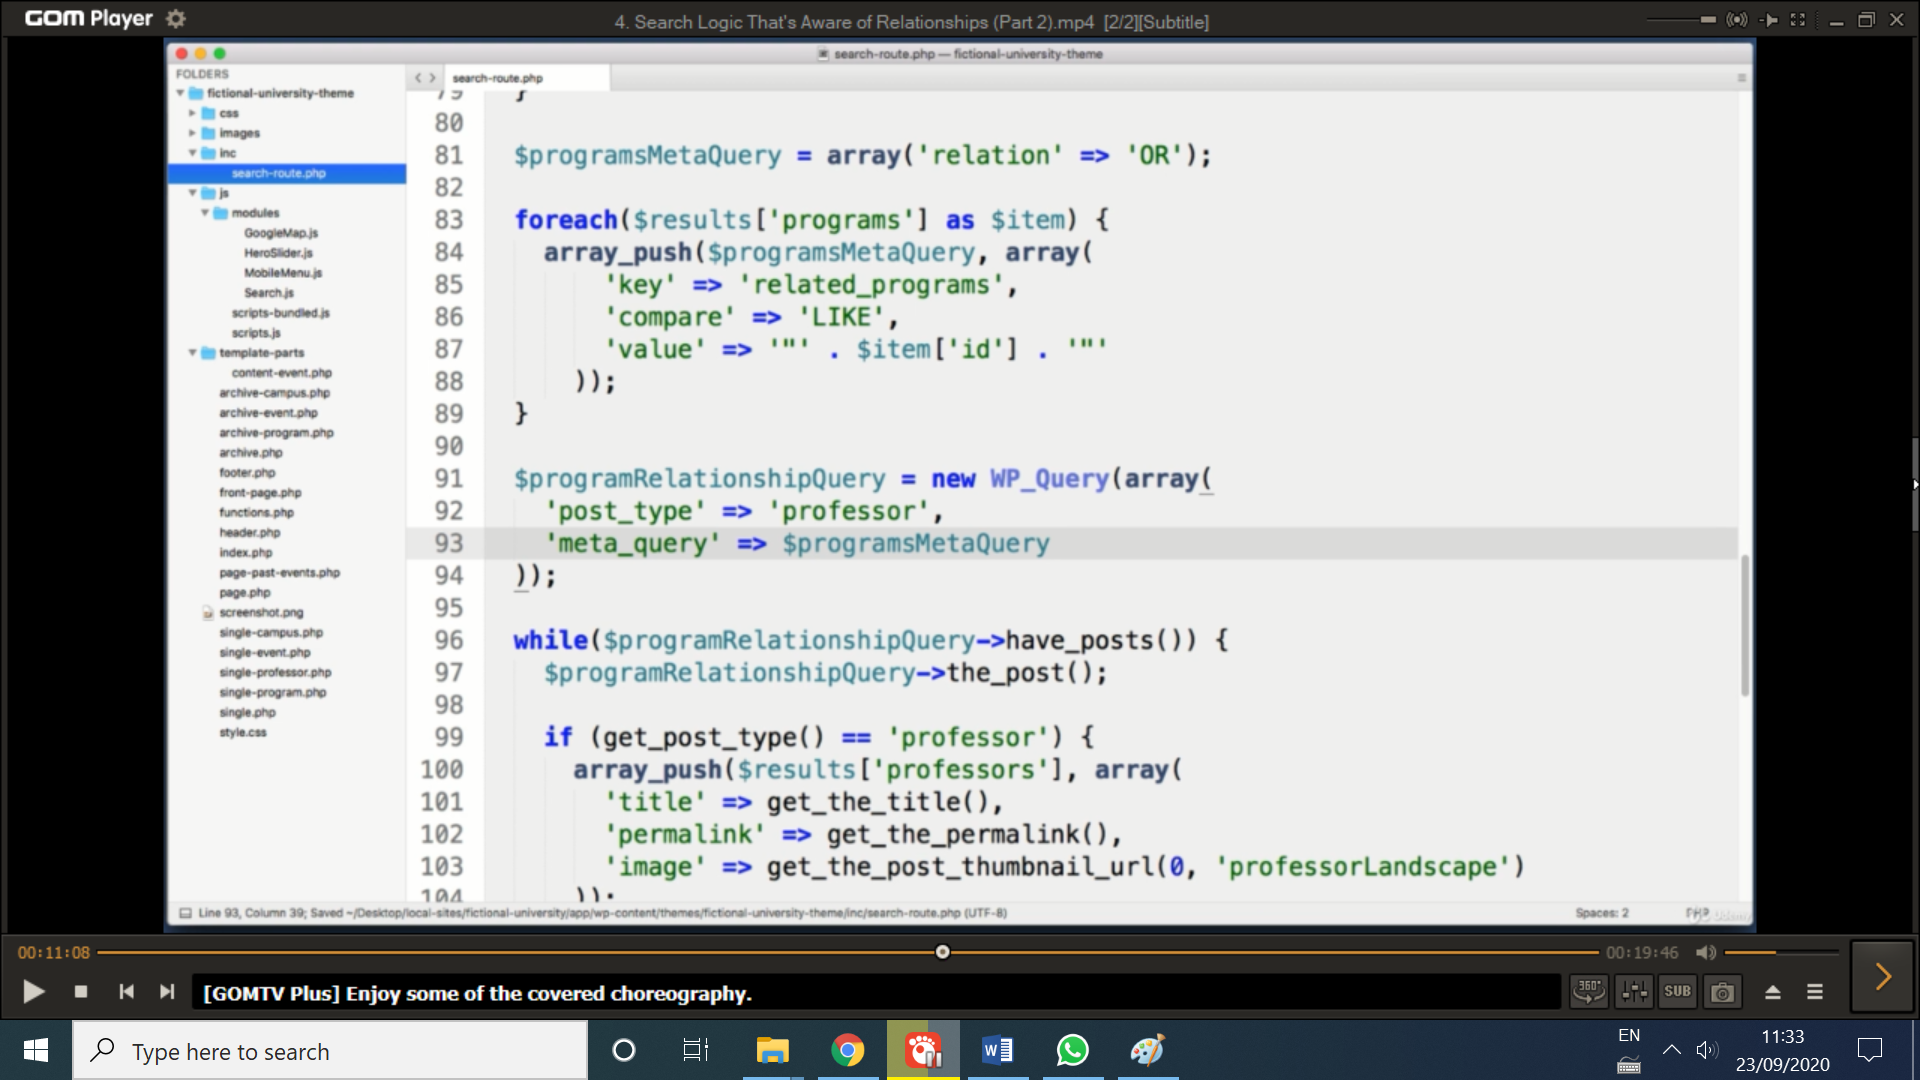 GOM Player
4. Search Logic That's Aware of Relationships (Part 2).mp4 [2/2][Subtitle]
search-route.php — fictional-university-theme
FOLDERS
fictional-university-theme
css
images
inc
search-route.php
js
modules
GoogleMap.js
HeroSlider.js
MobileMenu.js
Search.js
scripts-bundled.js
scripts.js
template-parts
content-event.php
archive-campus.php
archive-event.php
archive-program.php
archive.php
footer.php
front-page.php
functions.php
header.php
index.php
page-past-events.php
page.php
screenshot.png
single-campus.php
single-event.php
single-professor.php
single-program.php
single.php
style.css
search-route.php
79 }
80
81 $programsMetaQuery = array('relation' => 'OR');
82
83 foreach($results['programs'] as $item) {
84 array_push($programsMetaQuery, array(
85 'key' => 'related_programs',
86 'compare' => 'LIKE',
87 'value' => '"' . $item['id'] . '"'
88 ));
89 }
90
91 $programRelationshipQuery = new WP_Query(array(
92 'post_type' => 'professor',
93 'meta_query' => $programsMetaQuery
94 ));
95
96 while($programRelationshipQuery->have_posts()) {
97 $programRelationshipQuery->the_post();
98
99 if (get_post_type() == 'professor') {
100 array_push($results['professors'], array(
101 'title' => get_the_title(),
102 'permalink' => get_the_permalink(),
103 'image' => get_the_post_thumbnail_url(0, 'professorLandscape')
104 ));
Line 93, Column 39; Saved ~/Desktop/local-sites/fictional-university/app/wp-content/themes/fictional-university-theme/inc/search-route.php (UTF-8)
Spaces: 2
PHP
Udemy
00:11:08
00:19:46
[GOMTV Plus] Enjoy some of the covered choreography.
360°
SUB
Type here to search
EN
11:33
23/09/2020